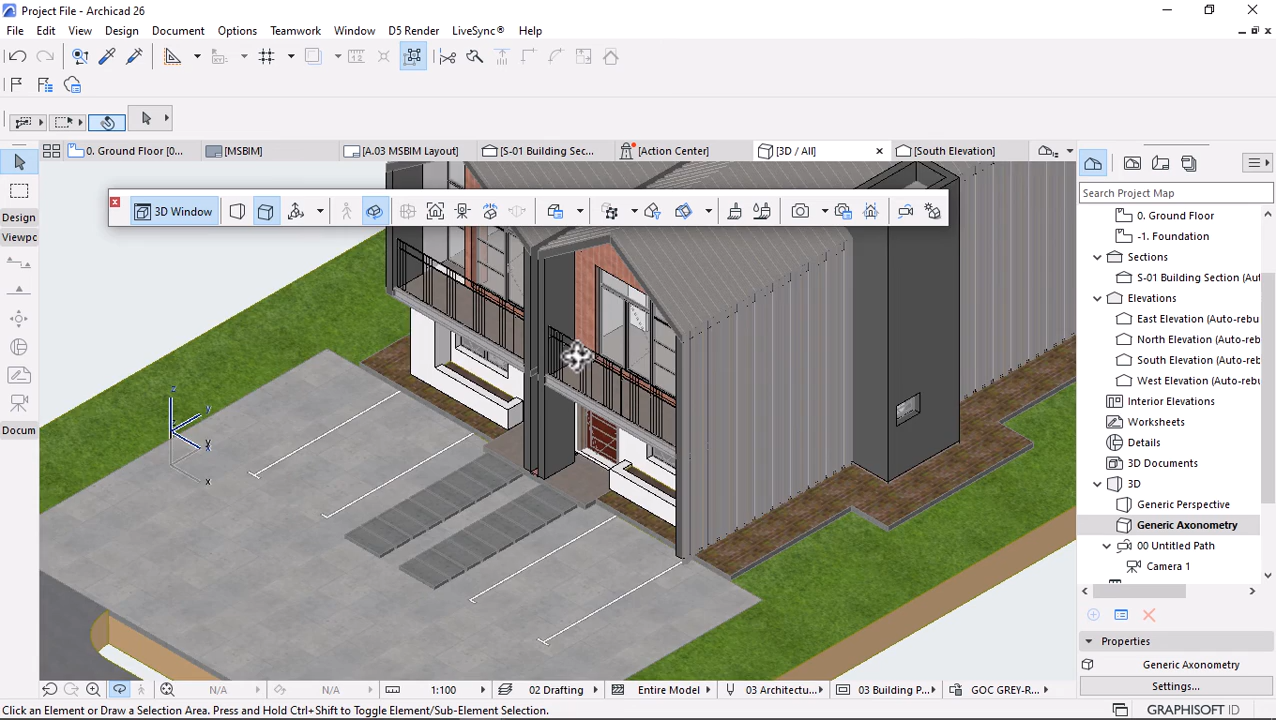 Project File - Archicad 26
File Edit View Design Document Options Teamwork Window D5 Render LiveSync® Help
0. Ground Floor [0... [MSBIM] [A.03 MSBIM Layout] [S-01 Building Sec... [Action Center] [3D / All] [South Elevation]
3D Window
Design
Viewpc
Docum
z
y
x
x
0. Ground Floor
-1. Foundation
Sections
S-01 Building Section (Aut
Elevations
East Elevation (Auto-rebu
North Elevation (Auto-reb
South Elevation (Auto-reb
West Elevation (Auto-rebu
Interior Elevations
Worksheets
Details
3D Documents
3D
Generic Perspective
Generic Axonometry
00 Untitled Path
Camera 1
Properties
Generic Axonometry
Settings...
N/A N/A 1:100 02 Drafting Entire Model 03 Architectu... 03 Building P... GOC GREY-R...
Click an Element or Draw a Selection Area. Press and Hold Ctrl+Shift to Toggle Element/Sub-Element Selection.
GRAPHISOFT ID